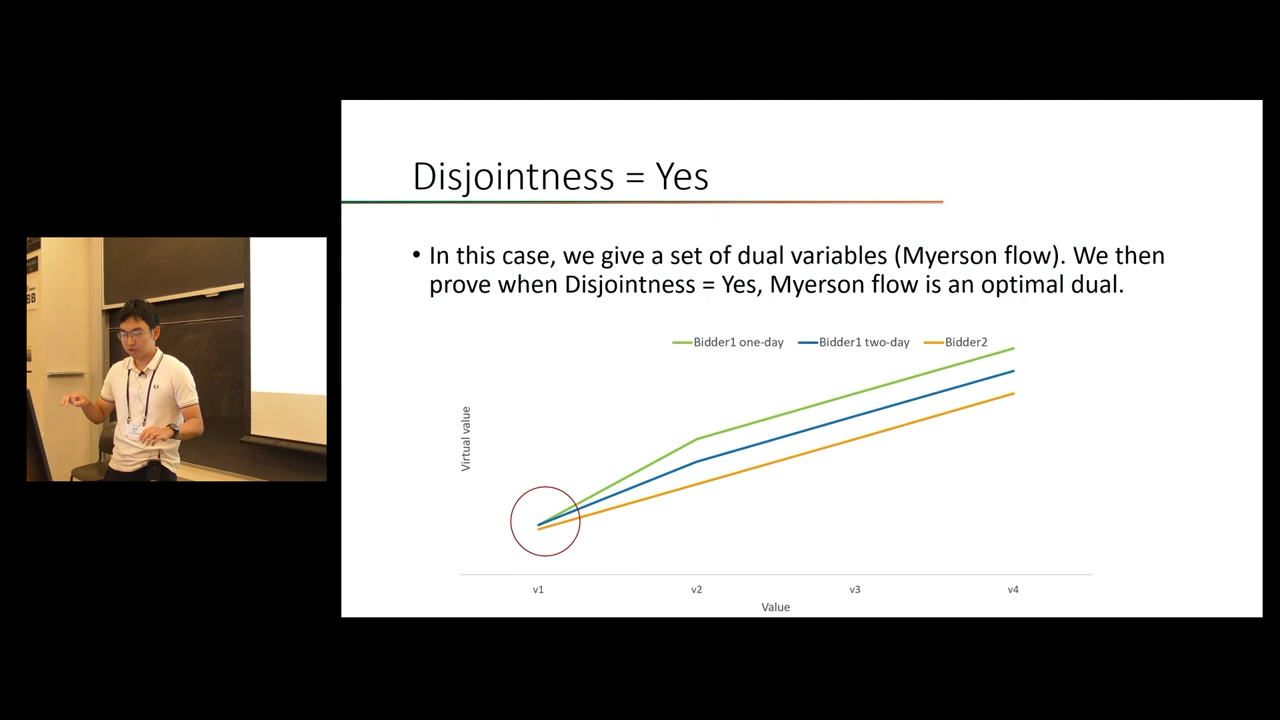 Disjointness = Yes
• In this case, we give a set of dual variables (Myerson flow). We then
prove when Disjointness = Yes, Myerson flow is an optimal dual.
Bidder1 one-day Bidder1 two-day Bidder2
Virtual value
v1 v2 v3 v4
Value